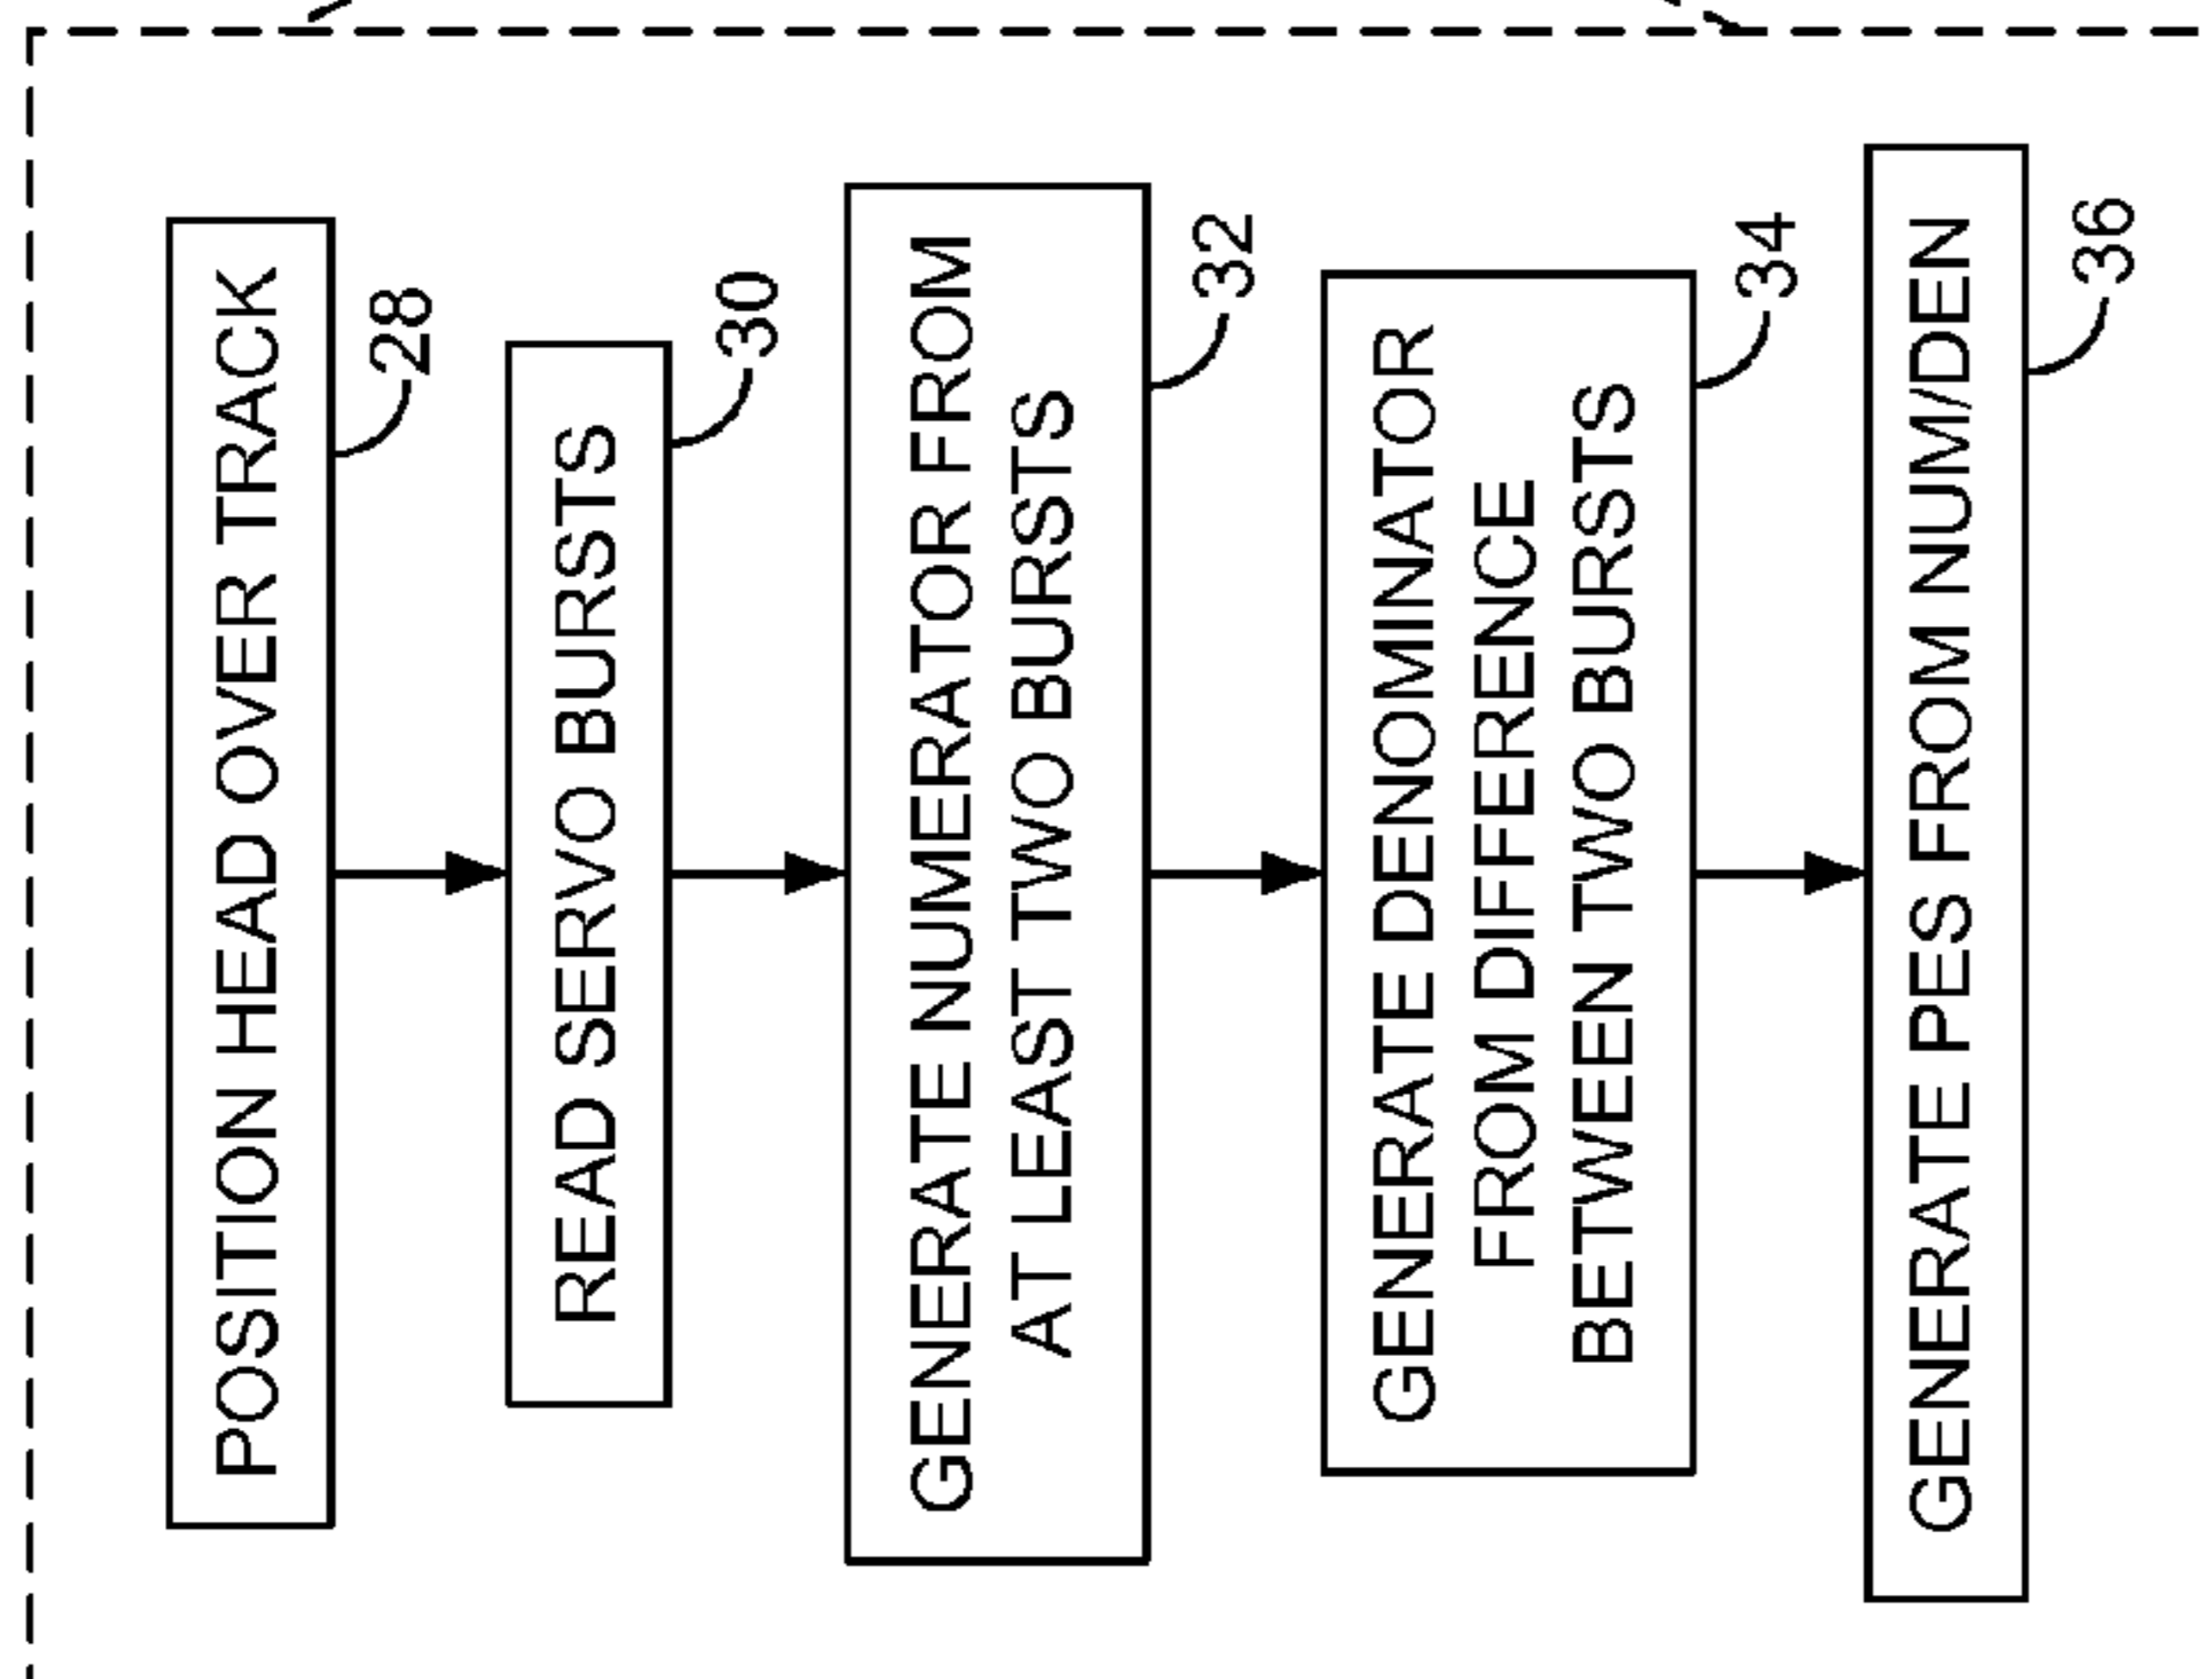 POSITION HEAD OVER TRACK
28
READ SERVO BURSTS
30
GENERATE NUMERATOR FROM
AT LEAST TWO BURSTS
32
GENERATE DENOMINATOR
FROM DIFFERENCE
BETWEEN TWO BURSTS
34
GENERATE PES FROM NUM/DEN
36